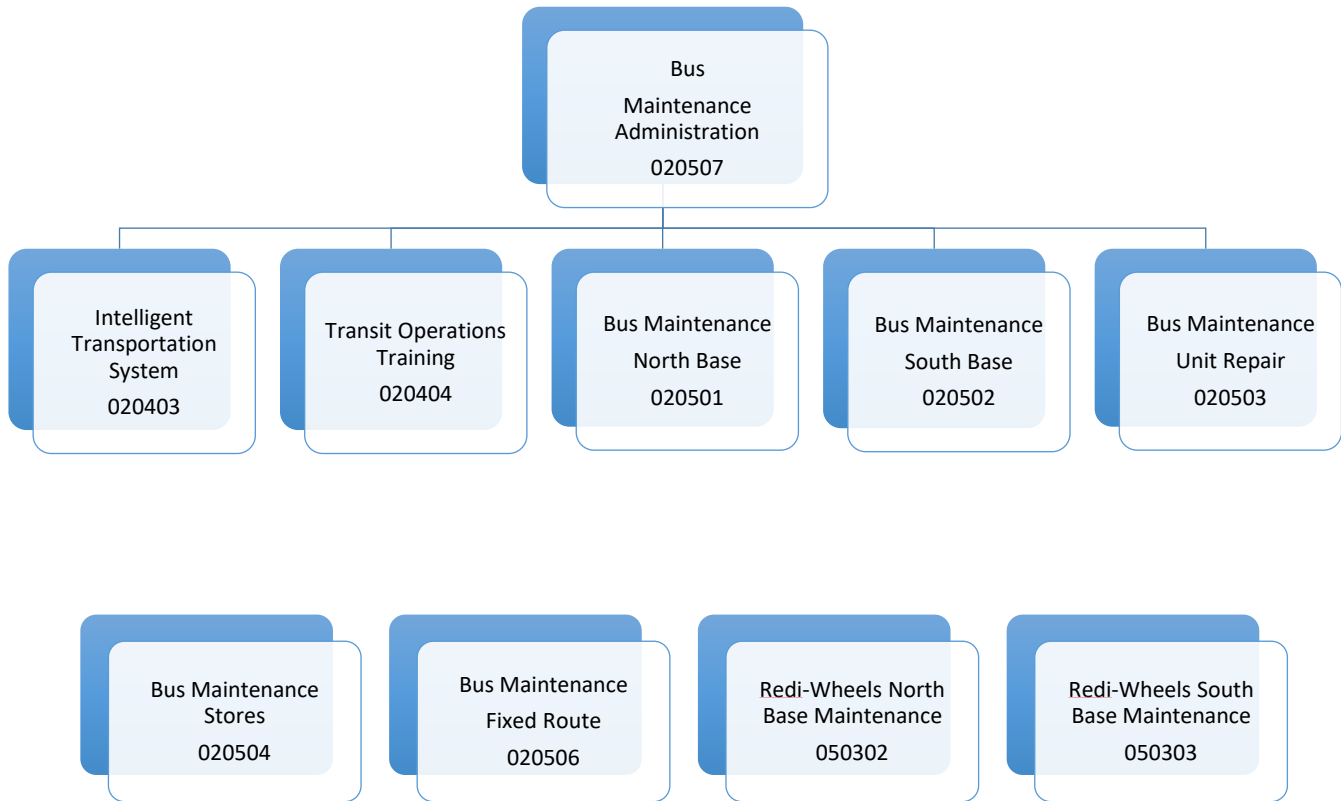 Bus
Maintenance
Administration
020507
Intelligent
Transportation
System
020403
Transit Operations
Training
020404
Bus Maintenance
North Base
020501
Bus Maintenance
South Base
020502
Bus Maintenance
Unit Repair
020503
Bus Maintenance
Stores
020504
Bus Maintenance
Fixed Route
020506
Redi-Wheels North
Base Maintenance
050302
Redi-Wheels South
Base Maintenance
050303